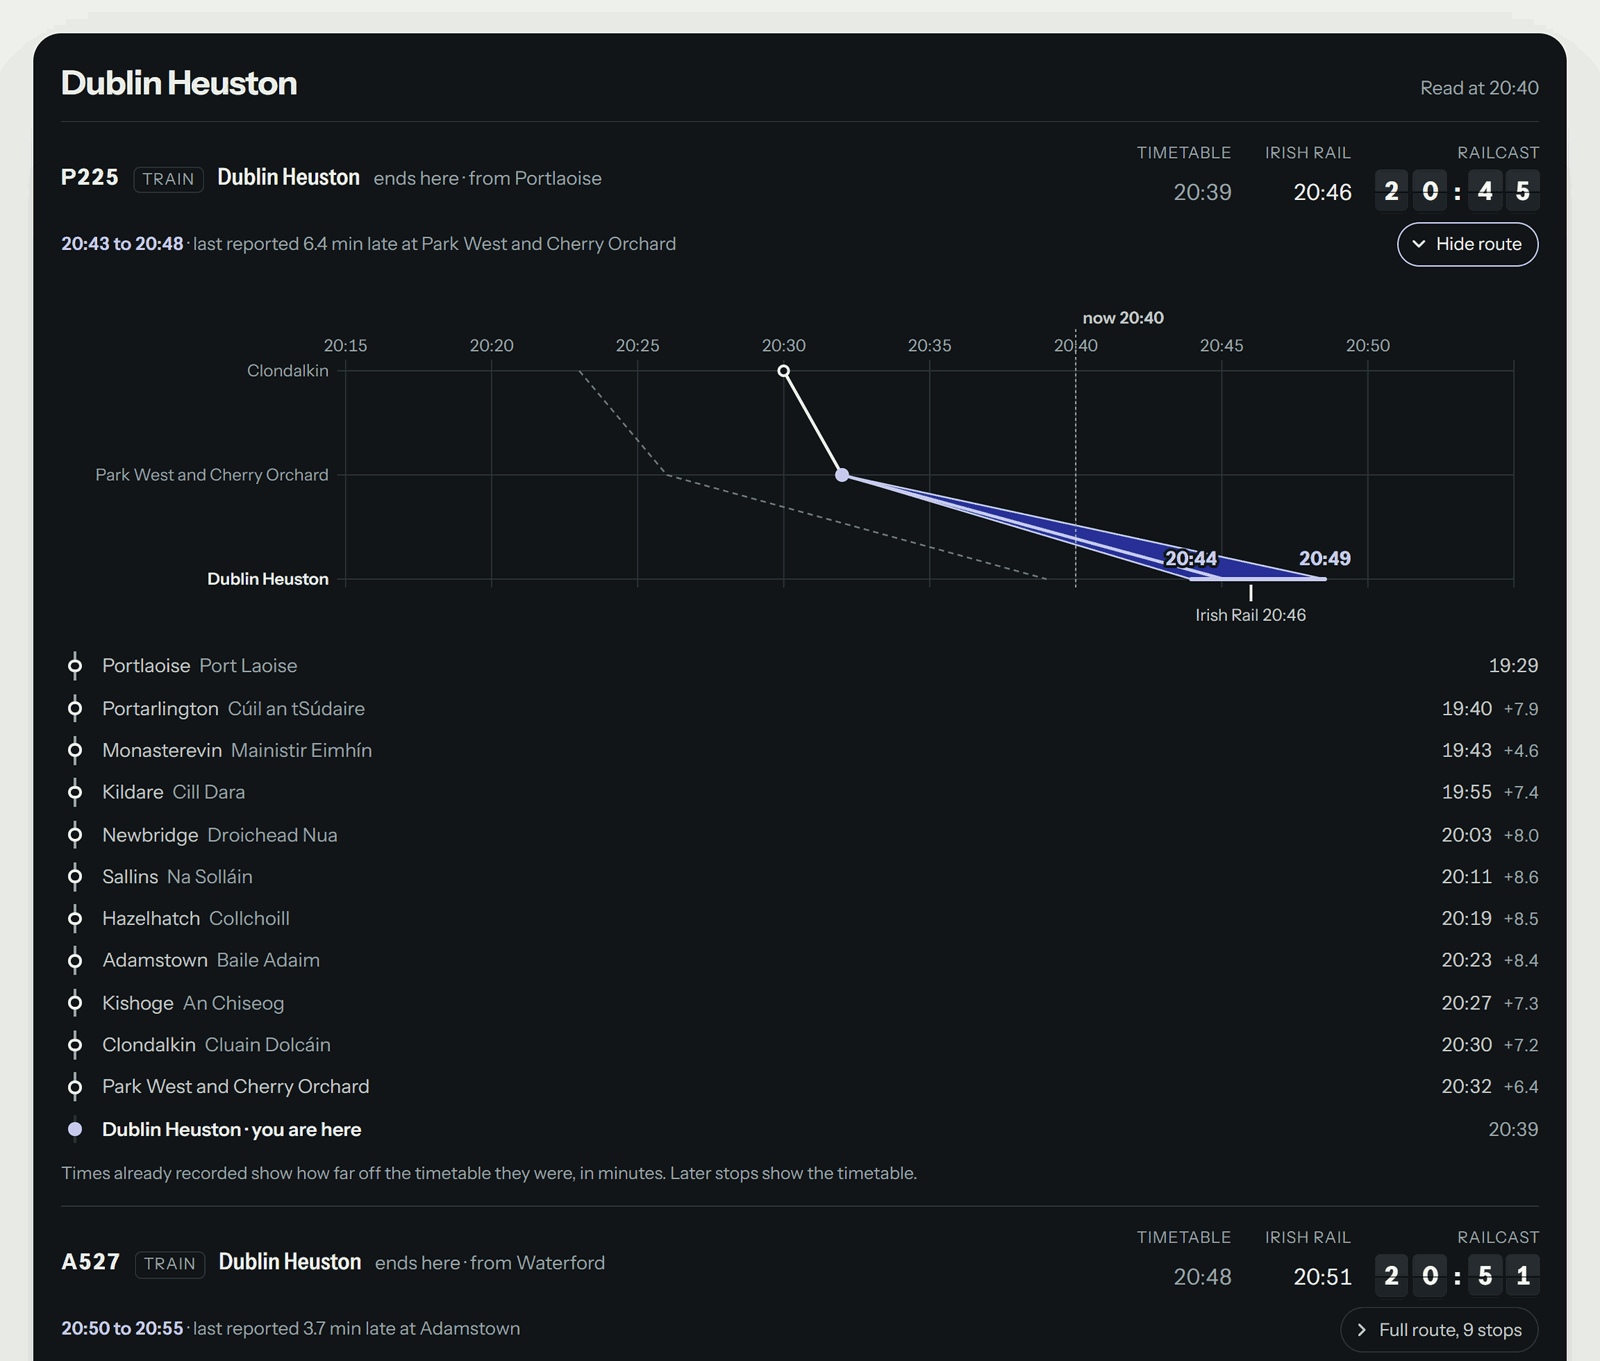 Dublin Heuston
Read at 20:40
TIMETABLE IRISH RAIL RAILCAST
P225 TRAIN Dublin Heuston ends here · from Portlaoise 20:39 20:46 20:45
20:43 to 20:48 · last reported 6.4 min late at Park West and Cherry Orchard Hide route
now 20:40
20:15 20:20 20:25 20:30 20:35 20:40 20:45 20:50
Clondalkin
Park West and Cherry Orchard
20:44 20:49
Dublin Heuston
Irish Rail 20:46
Portlaoise Port Laoise 19:29
Portarlington Cúil an tSúdaire 19:40 +7.9
Monasterevin Mainistir Eimhín 19:43 +4.6
Kildare Cill Dara 19:55 +7.4
Newbridge Droichead Nua 20:03 +8.0
Sallins Na Solláin 20:11 +8.6
Hazelhatch Collchoill 20:19 +8.5
Adamstown Baile Adaim 20:23 +8.4
Kishoge An Chiseog 20:27 +7.3
Clondalkin Cluain Dolcáin 20:30 +7.2
Park West and Cherry Orchard 20:32 +6.4
Dublin Heuston · you are here 20:39
Times already recorded show how far off the timetable they were, in minutes. Later stops show the timetable.
TIMETABLE IRISH RAIL RAILCAST
A527 TRAIN Dublin Heuston ends here · from Waterford 20:48 20:51 20:51
20:50 to 20:55 · last reported 3.7 min late at Adamstown Full route, 9 stops